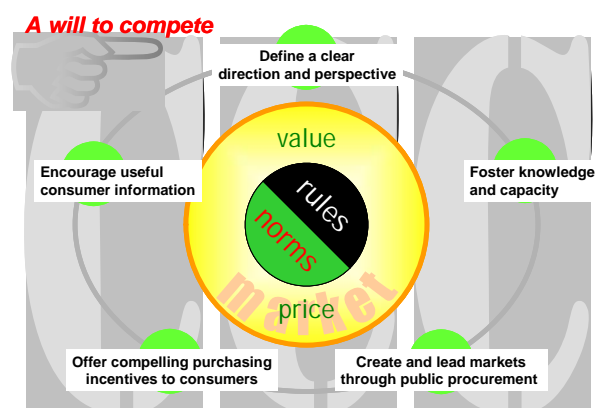 A will to compete
Define a clear
direction and perspective
value
Encourage useful
consumer information
Foster knowledge
and capacity
rules
norms
market
price
Offer compelling purchasing
incentives to consumers
Create and lead markets
through public procurement